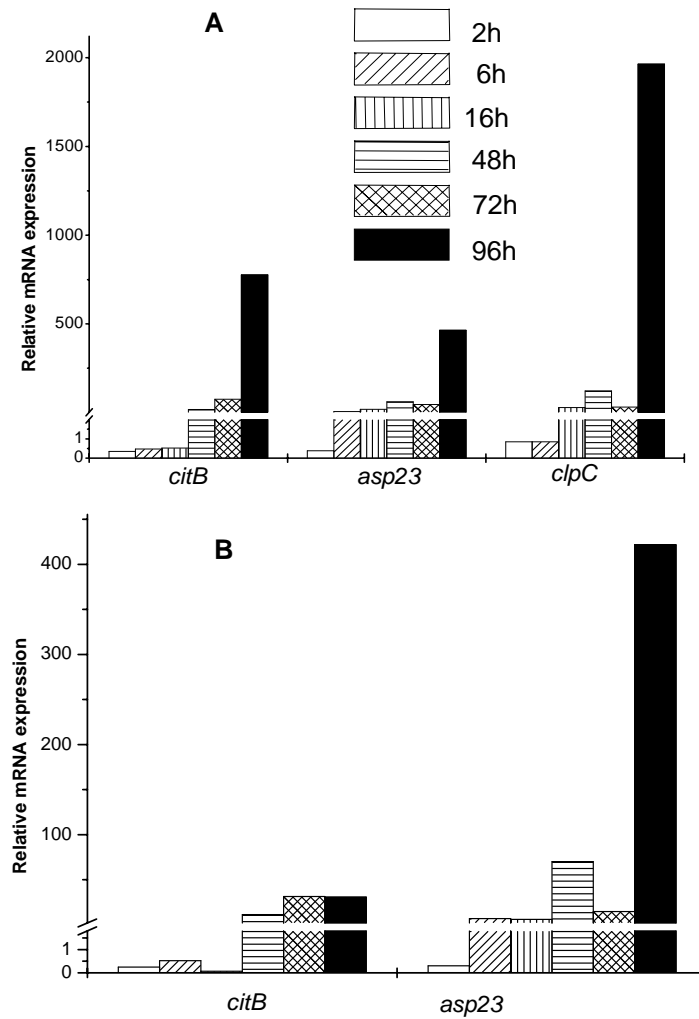 A
2h
6h
16h
48h
72h
96h
Relative mRNA expression
2000
1500
1000
500
1
0
citB asp23 clpC
B
Relative mRNA expression
400
300
200
100
1
0
citB asp23